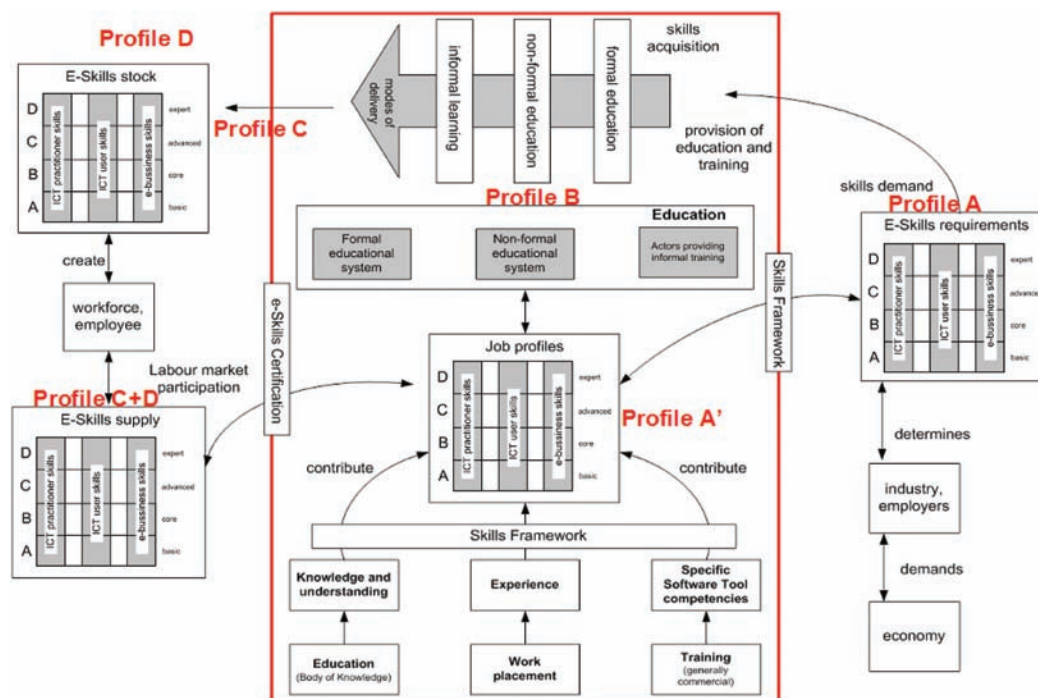 Profile D
E-Skills stock
D
C
B
A
ICT practitioner skills
ICT user skills
e-bussiness skills
expert
advanced
core
basic
create
workforce,
employee
Labour market
participation
Profile C+D
E-Skills supply
D
C
B
A
ICT practitioner skills
ICT user skills
e-bussiness skills
expert
advanced
core
basic
Profile C
modes of
delivery
informal learning
non-formal education
formal education
skills
acquisition
provision of
education and
training
Profile B
Education
Formal
educational
system
Non-formal
educational
system
Actors providing
informal training
e-Skills Certification
Skills Framework
Job profiles
D
C
B
A
ICT practitioner skills
ICT user skills
e-bussiness skills
expert
advanced
core
basic
Profile A’
contribute
contribute
Skills Framework
Knowledge and
understanding
Experience
Specific
Software Tool
competencies
Education
(Body of Knowledge)
Work
placement
Training
(generally
commercial)
skills demand
Profile A
E-Skills requirements
D
C
B
A
ICT practitioner skills
ICT user skills
e-bussiness skills
expert
advanced
core
basic
determines
industry,
employers
demands
economy